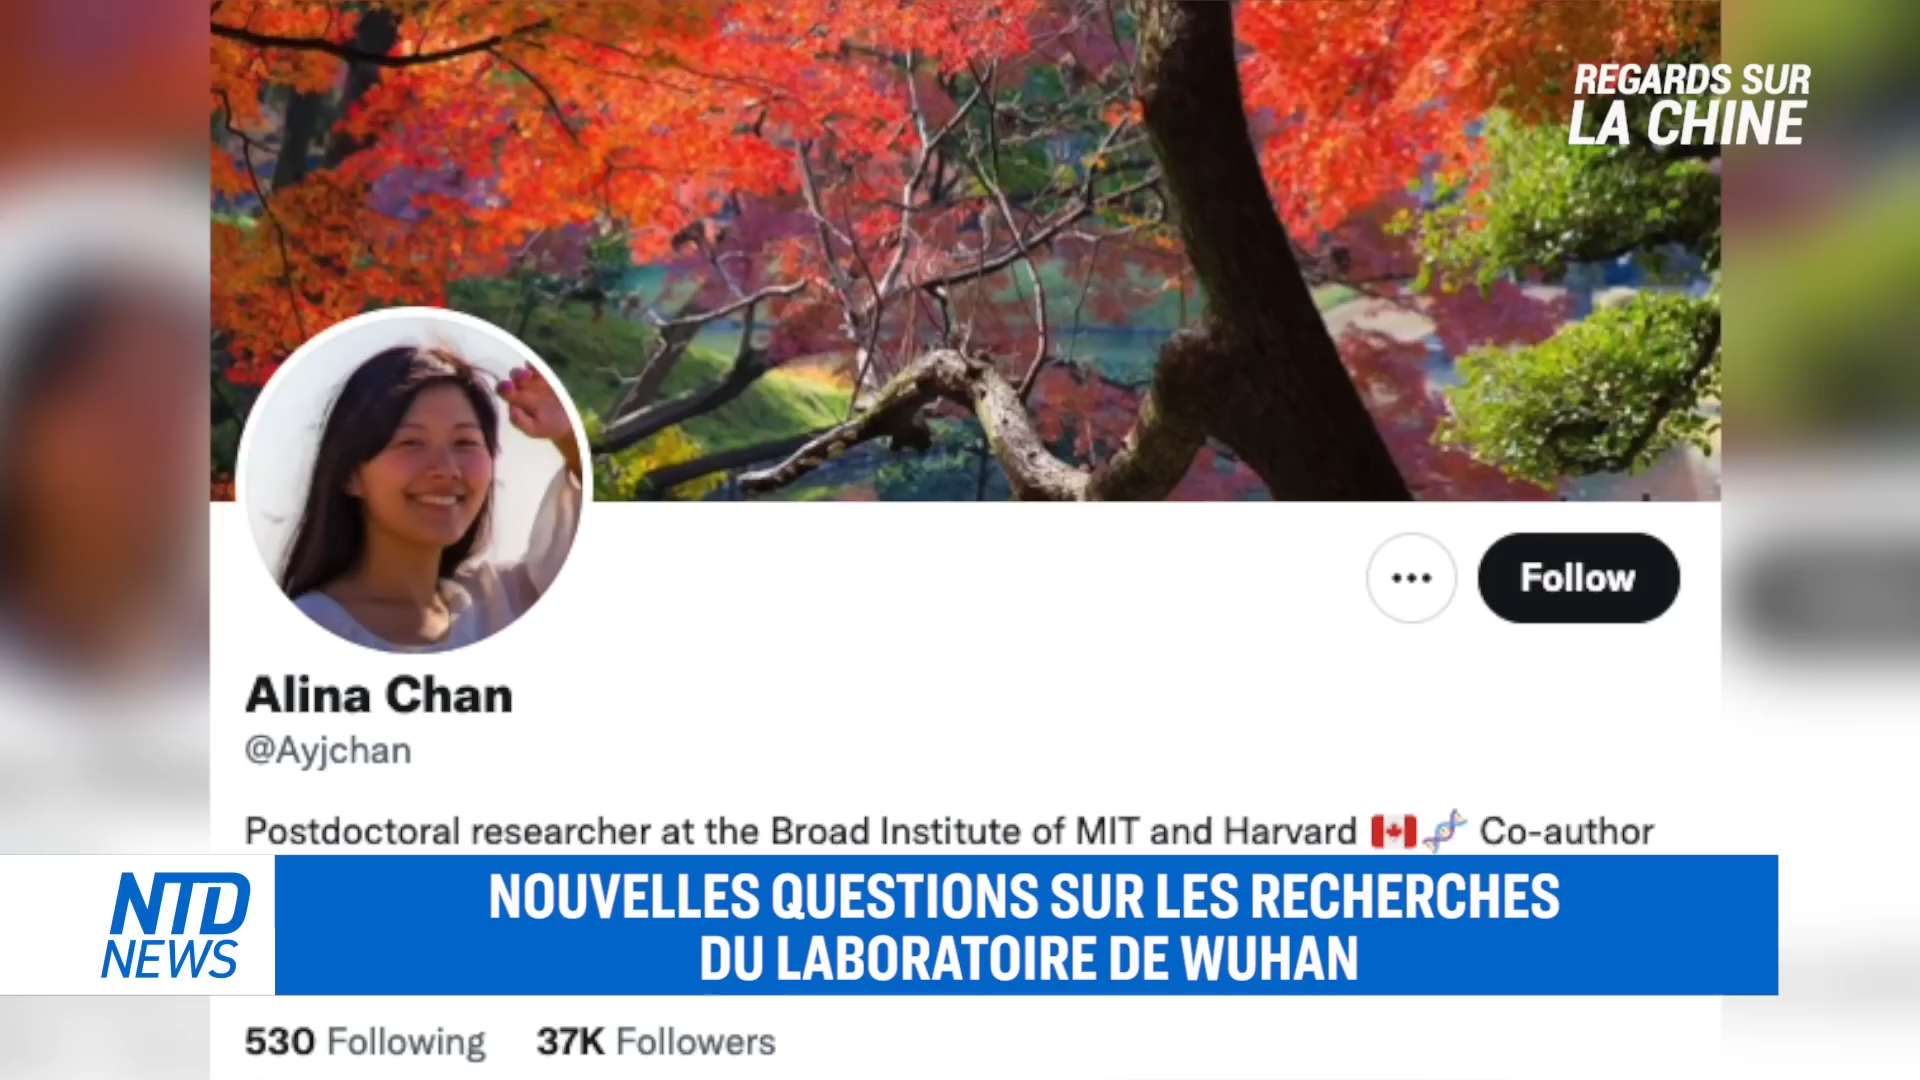 REGARDS SUR
LA CHINE
Follow
Alina Chan
@Ayjchan
Postdoctoral researcher at the Broad Institute of MIT and Harvard 🇨🇦🧬 Co-author
NTD
NEWS
NOUVELLES QUESTIONS SUR LES RECHERCHES
DU LABORATOIRE DE WUHAN
530 Following 37K Followers